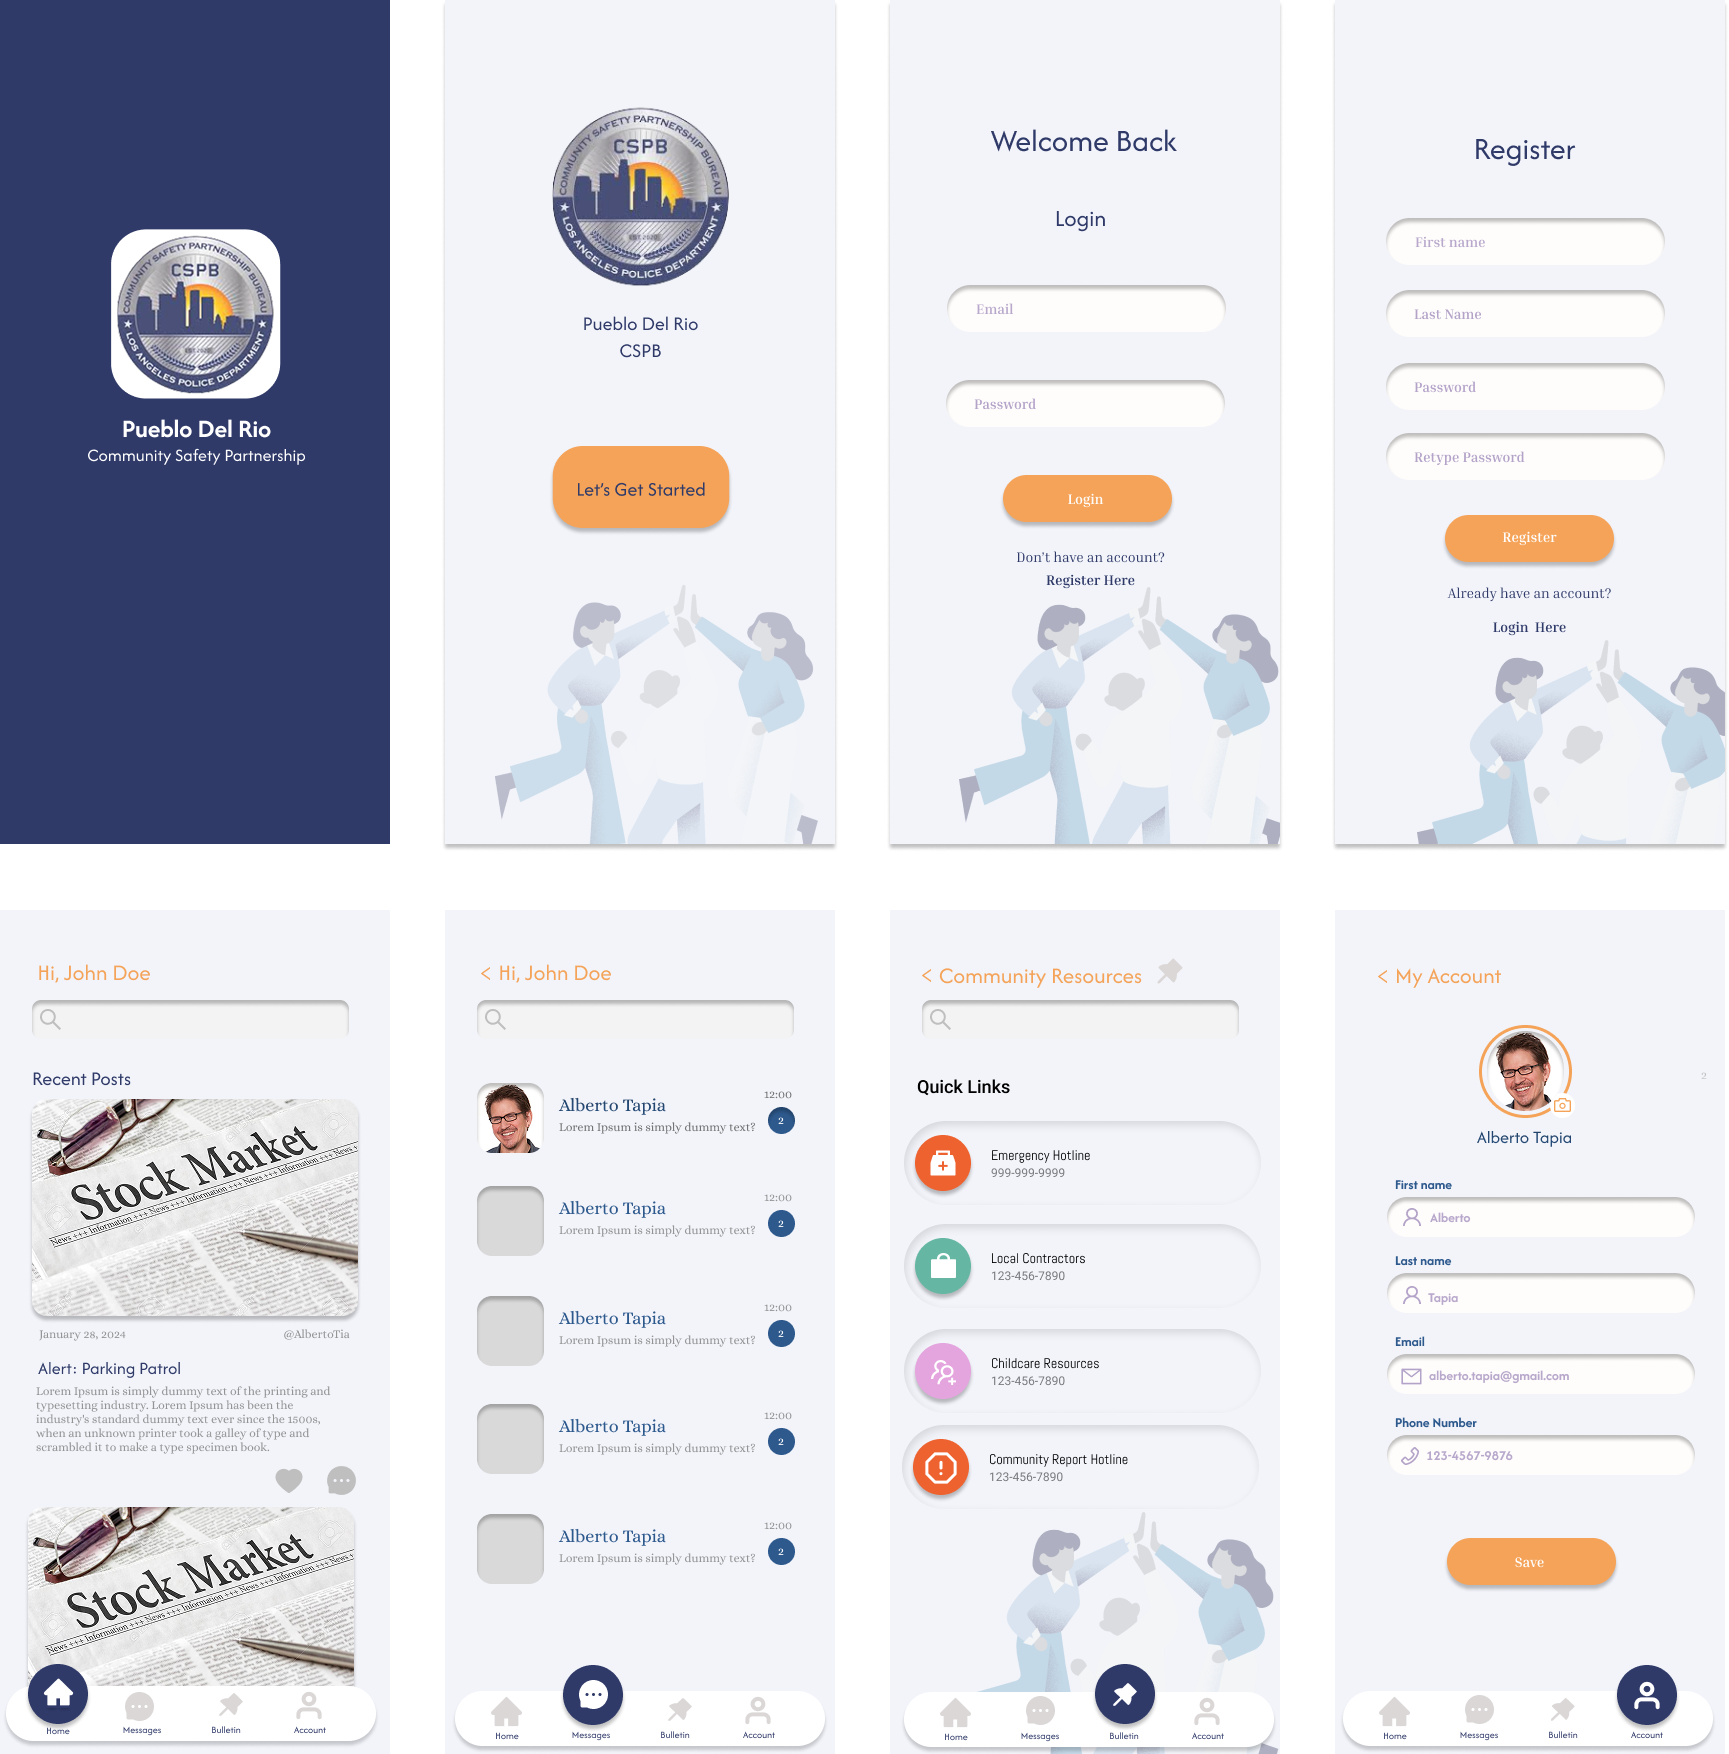 COMMUNITY SAFETY PARTNERSHIP BUREAU
CSPB
EST. 2020
LOS ANGELES POLICE DEPARTMENT
Pueblo Del Rio
Community Safety Partnership
COMMUNITY SAFETY PARTNERSHIP BUREAU
CSPB
EST. 2020
LOS ANGELES POLICE DEPARTMENT
Pueblo Del Rio
CSPB
Let's Get Started
Welcome Back
Login
Email
Password
Login
Don't have an account?
Register Here
Register
First name
Last Name
Password
Retype Password
Register
Already have an account?
Login Here
Hi, John Doe
Recent Posts
Stock Market
News +++ Information +++ News +++ Information +++ News +++
January 28, 2024
@AlbertoTia
Alert: Parking Patrol
Lorem Ipsum is simply dummy text of the printing and
typesetting industry. Lorem Ipsum has been the
industry's standard dummy text ever since the 1500s,
when an unknown printer took a galley of type and
scrambled it to make a type specimen book.
Stock Market
News +++ Information +++ News +++ Information +++ News +++
Home
Messages
Bulletin
Account
< Hi, John Doe
Alberto Tapia
12:00
Lorem Ipsum is simply dummy text?
2
Alberto Tapia
12:00
Lorem Ipsum is simply dummy text?
2
Alberto Tapia
12:00
Lorem Ipsum is simply dummy text?
2
Alberto Tapia
12:00
Lorem Ipsum is simply dummy text?
2
Alberto Tapia
12:00
Lorem Ipsum is simply dummy text?
2
Home
Messages
Bulletin
Account
< Community Resources
Quick Links
Emergency Hotline
999-999-9999
Local Contractors
123-456-7890
Childcare Resources
123-456-7890
Community Report Hotline
123-456-7890
Home
Messages
Bulletin
Account
< My Account
2
Alberto Tapia
First name
Alberto
Last name
Tapia
Email
alberto.tapia@gmail.com
Phone Number
123-4567-9876
Save
Home
Messages
Bulletin
Account